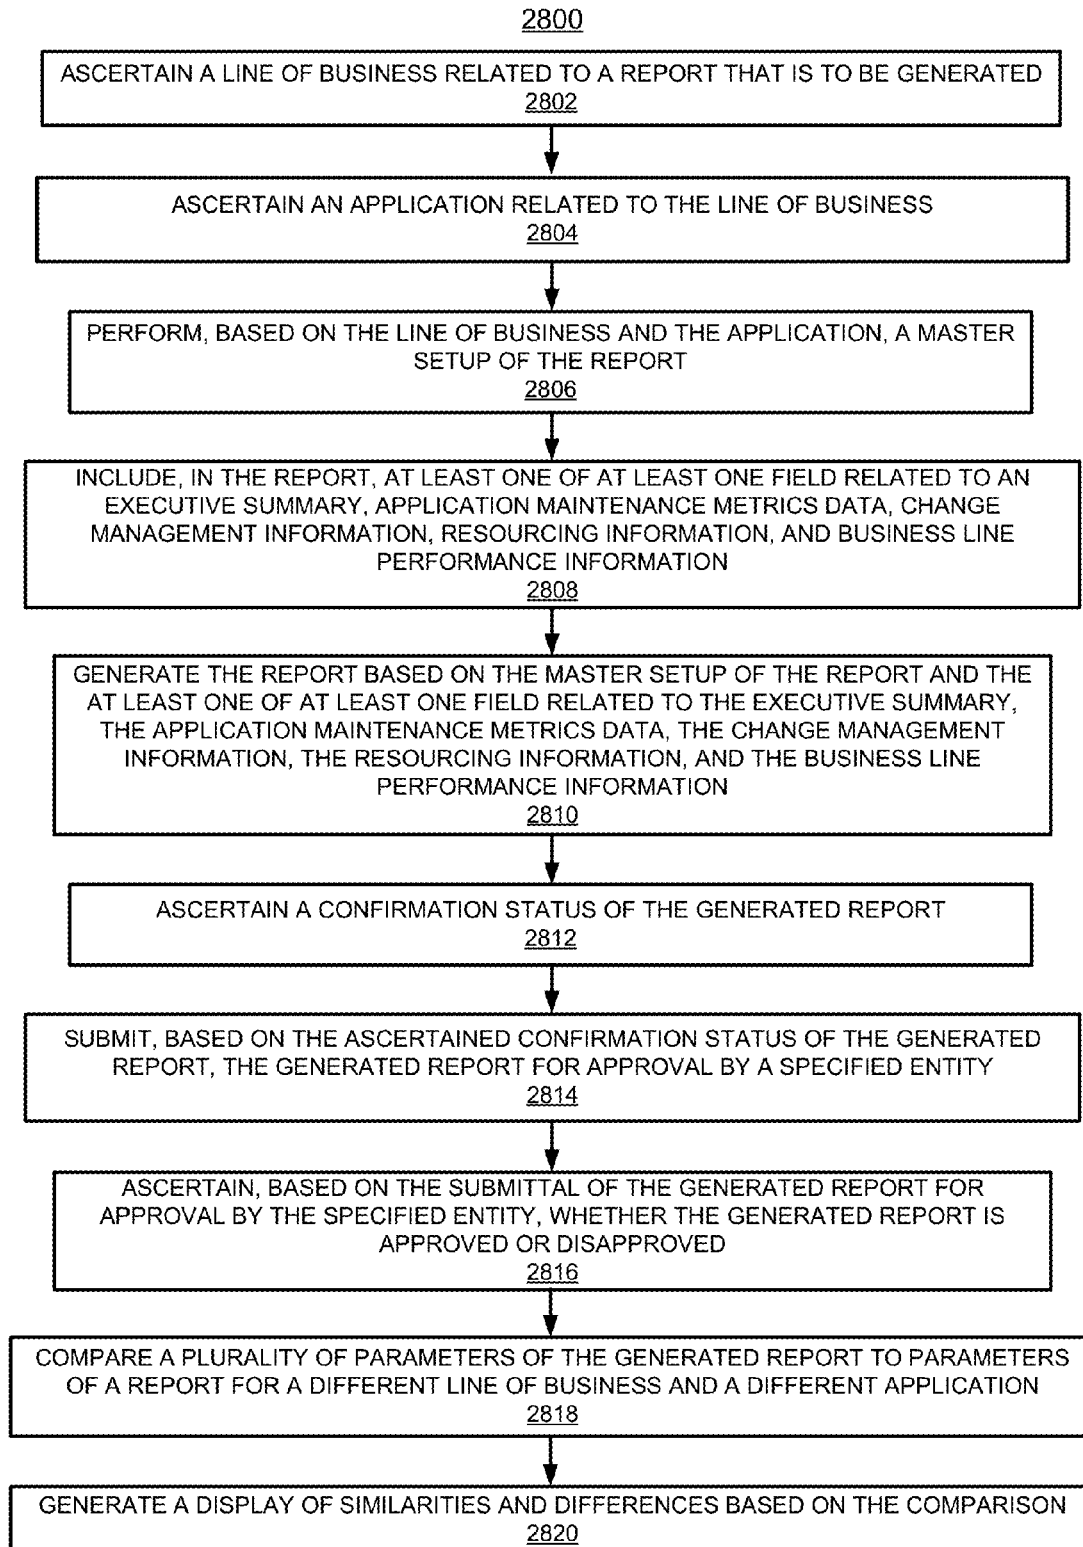 2800
ASCERTAIN A LINE OF BUSINESS RELATED TO A REPORT THAT IS TO BE GENERATED
2802
ASCERTAIN AN APPLICATION RELATED TO THE LINE OF BUSINESS
2804
PERFORM, BASED ON THE LINE OF BUSINESS AND THE APPLICATION, A MASTER
SETUP OF THE REPORT
2806
INCLUDE, IN THE REPORT, AT LEAST ONE OF AT LEAST ONE FIELD RELATED TO AN
EXECUTIVE SUMMARY, APPLICATION MAINTENANCE METRICS DATA, CHANGE
MANAGEMENT INFORMATION, RESOURCING INFORMATION, AND BUSINESS LINE
PERFORMANCE INFORMATION
2808
GENERATE THE REPORT BASED ON THE MASTER SETUP OF THE REPORT AND THE
AT LEAST ONE OF AT LEAST ONE FIELD RELATED TO THE EXECUTIVE SUMMARY,
THE APPLICATION MAINTENANCE METRICS DATA, THE CHANGE MANAGEMENT
INFORMATION, THE RESOURCING INFORMATION, AND THE BUSINESS LINE
PERFORMANCE INFORMATION
2810
ASCERTAIN A CONFIRMATION STATUS OF THE GENERATED REPORT
2812
SUBMIT, BASED ON THE ASCERTAINED CONFIRMATION STATUS OF THE GENERATED
REPORT, THE GENERATED REPORT FOR APPROVAL BY A SPECIFIED ENTITY
2814
ASCERTAIN, BASED ON THE SUBMITTAL OF THE GENERATED REPORT FOR
APPROVAL BY THE SPECIFIED ENTITY, WHETHER THE GENERATED REPORT IS
APPROVED OR DISAPPROVED
2816
COMPARE A PLURALITY OF PARAMETERS OF THE GENERATED REPORT TO PARAMETERS
OF A REPORT FOR A DIFFERENT LINE OF BUSINESS AND A DIFFERENT APPLICATION
2818
GENERATE A DISPLAY OF SIMILARITIES AND DIFFERENCES BASED ON THE COMPARISON
2820